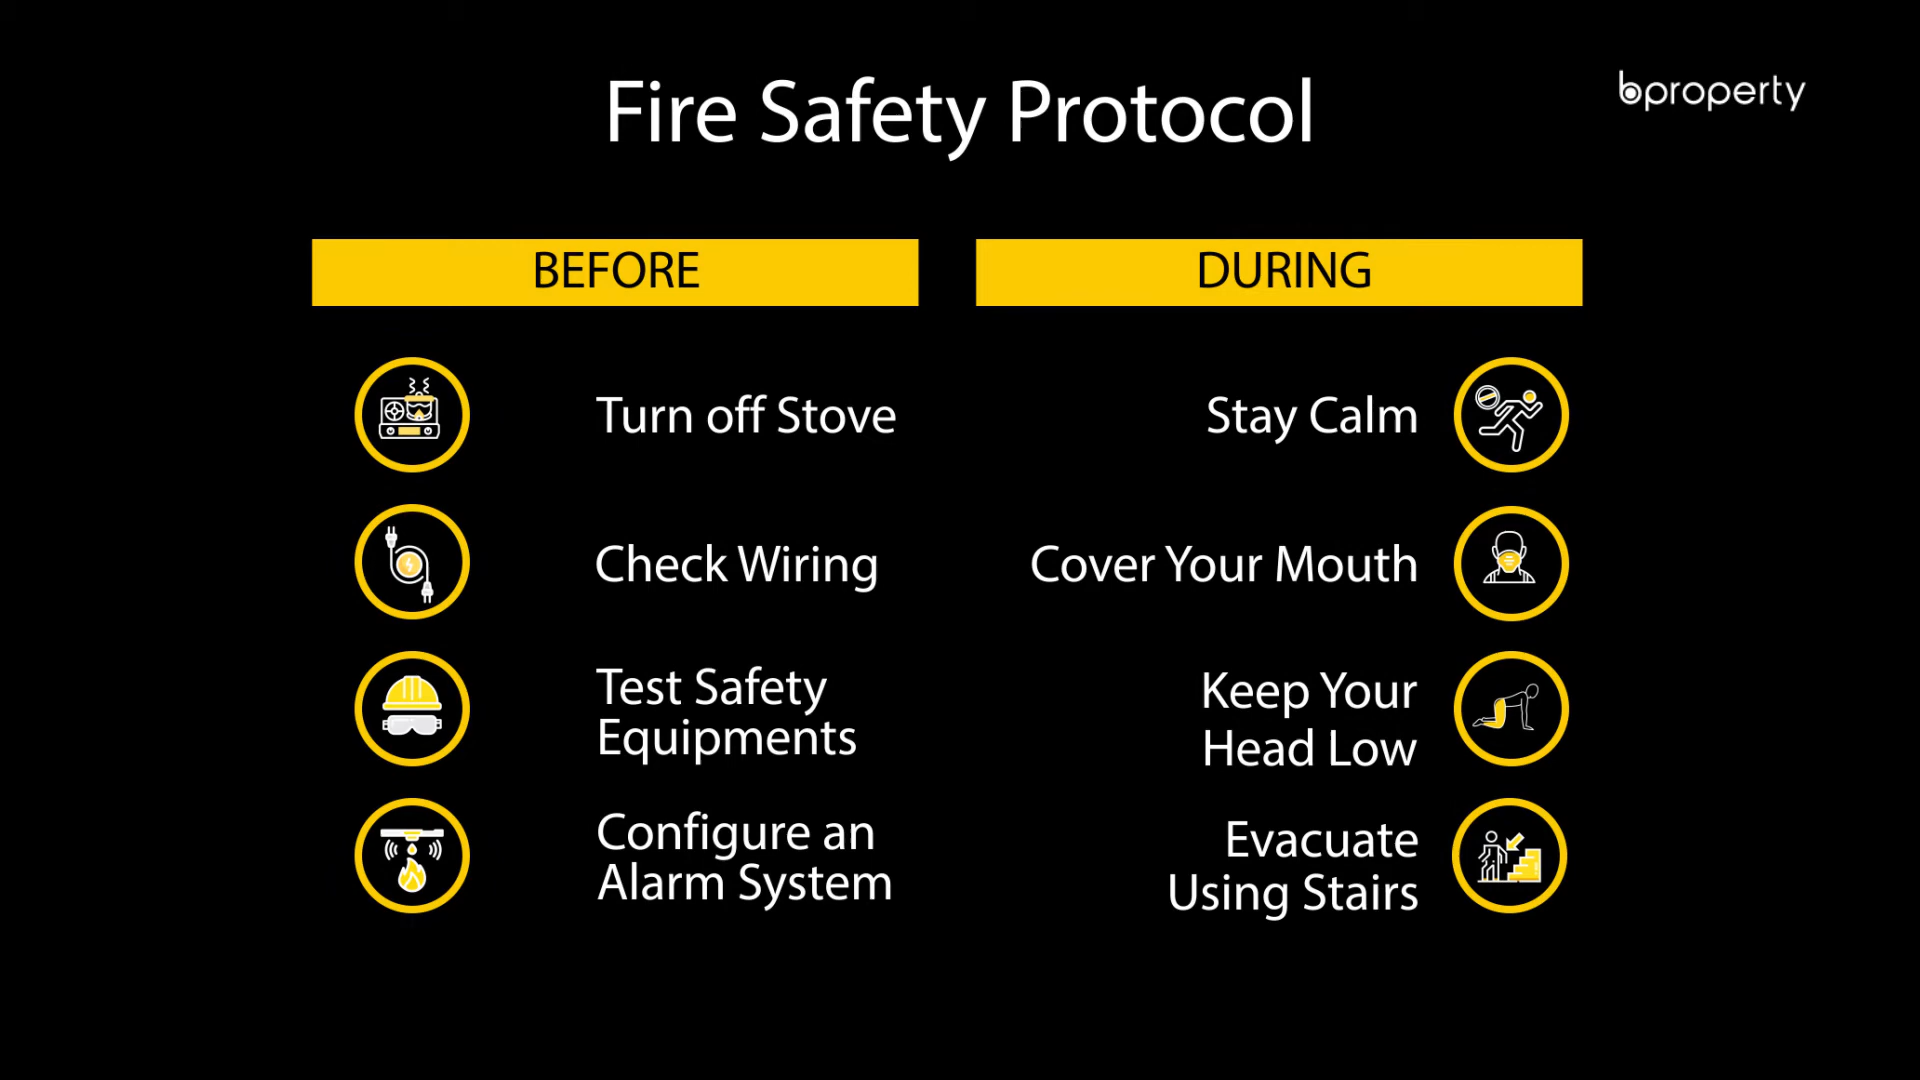 Fire Safety Protocol
bproperty
BEFORE
Turn off Stove
Check Wiring
Test Safety
Equipments
Configure an
Alarm System
DURING
Stay Calm
Cover Your Mouth
Keep Your
Head Low
Evacuate
Using Stairs